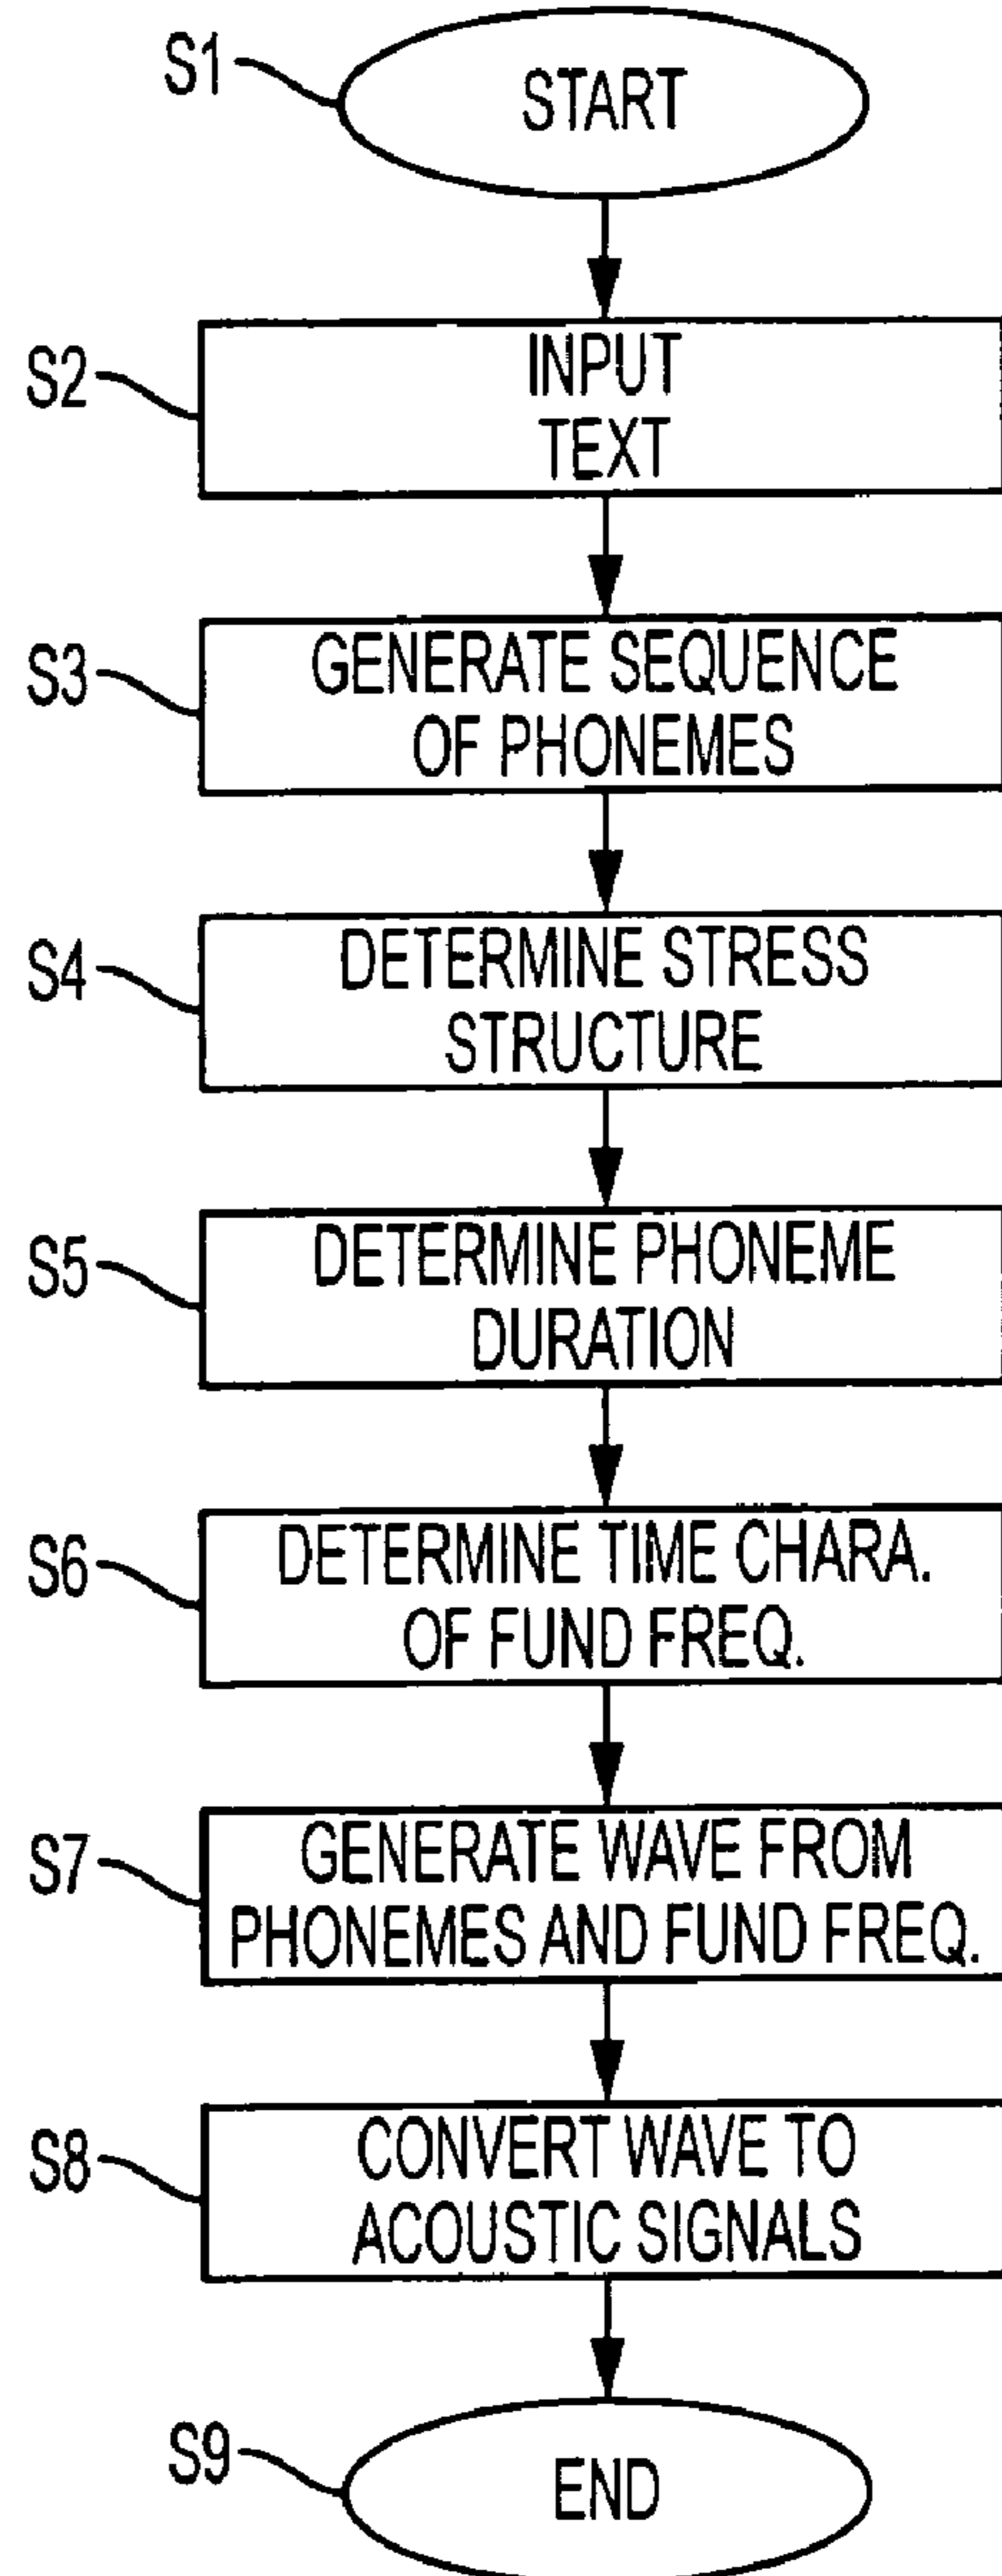 S1
START
S2
INPUT
TEXT
S3
GENERATE SEQUENCE
OF PHONEMES
S4
DETERMINE STRESS
STRUCTURE
S5
DETERMINE PHONEME
DURATION
S6
DETERMINE TIME CHARA.
OF FUND FREQ.
S7
GENERATE WAVE FROM
PHONEMES AND FUND FREQ.
S8
CONVERT WAVE TO
ACOUSTIC SIGNALS
S9
END